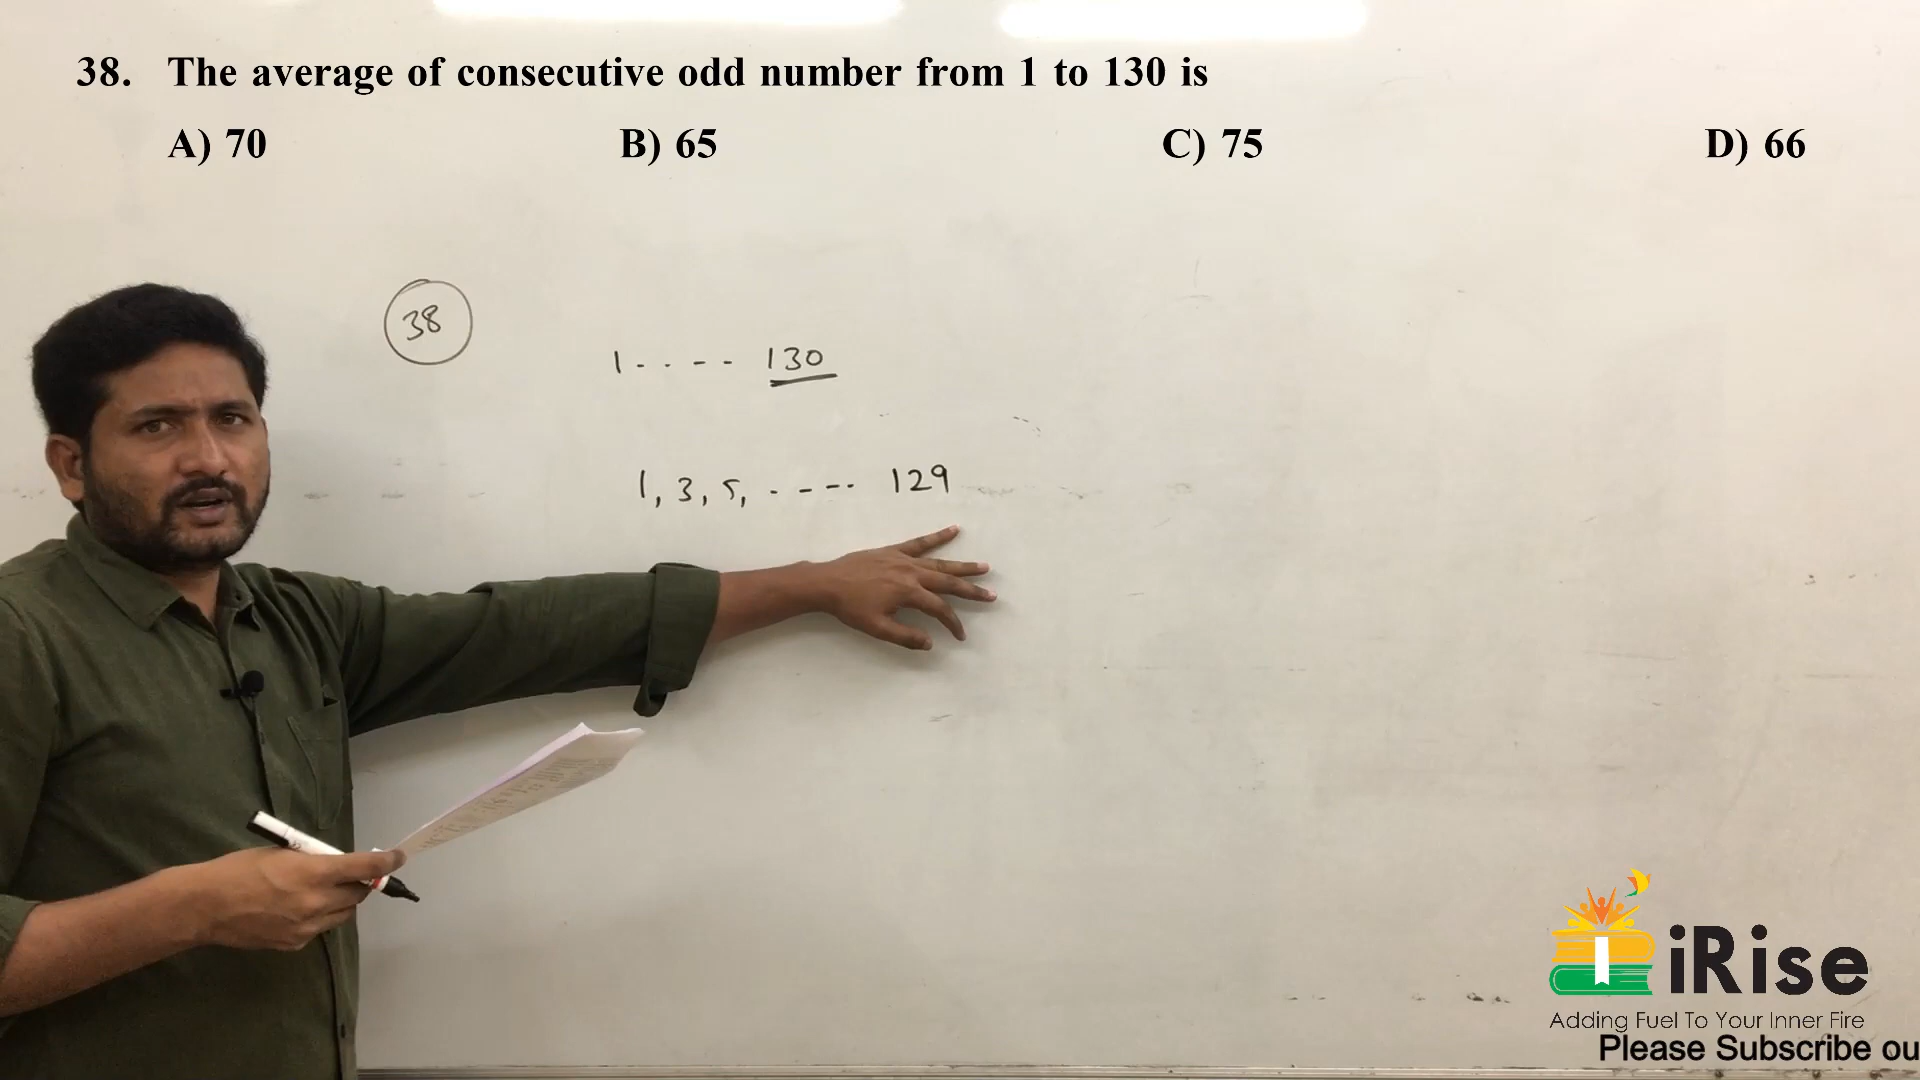 38. The average of consecutive odd number from 1 to 130 is
A) 70 B) 65 C) 75 D) 66
38
1 - - - - 130
1, 3, 5, - - - - 129
iRise
Adding Fuel To Your Inner Fire
Please Subscribe ou